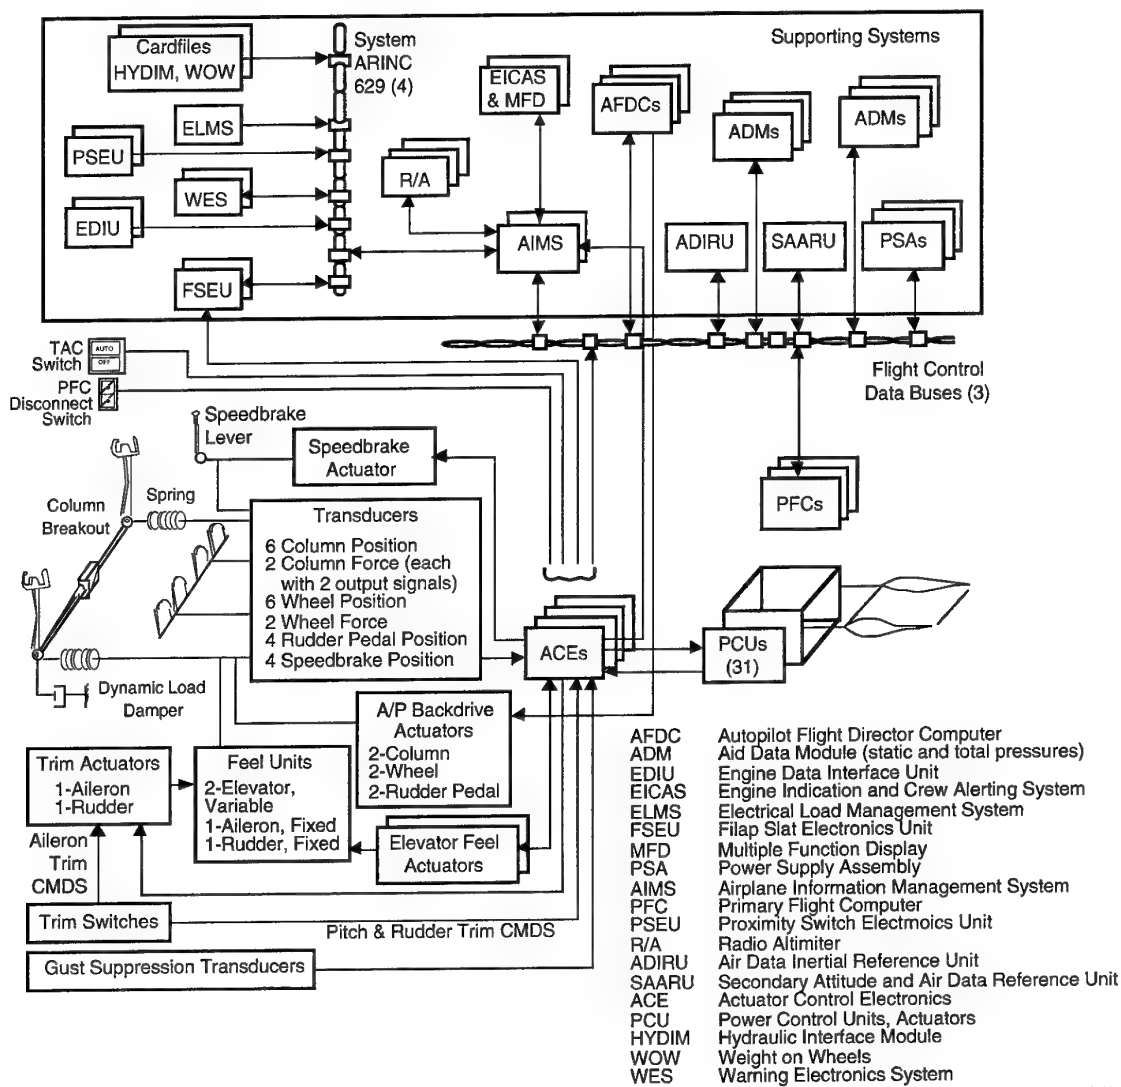 Supporting Systems
Cardfiles
HYDIM, WOW
System
ARINC
629 (4)
EICAS
& MFD
AFDCs
ADMs
ADMs
ELMS
PSEU
R/A
WES
EDIU
AIMS
ADIRU
SAARU
PSAs
FSEU
TAC
Switch
AUTO
OFF
PFC
Disconnect
Switch
Flight Control
Data Buses (3)
Speedbrake
Lever
Speedbrake
Actuator
Column
Breakout
Spring
PFCs
Transducers
6 Column Position
2 Column Force (each
with 2 output signals)
6 Wheel Position
2 Wheel Force
4 Rudder Pedal Position
4 Speedbrake Position
ACEs
PCUs
(31)
Dynamic Load
Damper
A/P Backdrive
Actuators
2-Column
2-Wheel
2-Rudder Pedal
Trim Actuators
1-Aileron
1-Rudder
Feel Units
2-Elevator,
Variable
1-Aileron, Fixed
1-Rudder, Fixed
Elevator Feel
Actuators
Aileron
Trim
CMDS
Trim Switches
Pitch & Rudder Trim CMDS
Gust Suppression Transducers
AFDC Autopilot Flight Director Computer
ADM Aid Data Module (static and total pressures)
EDIU Engine Data Interface Unit
EICAS Engine Indication and Crew Alerting System
ELMS Electrical Load Management System
FSEU Filap Slat Electronics Unit
MFD Multiple Function Display
PSA Power Supply Assembly
AIMS Airplane Information Management System
PFC Primary Flight Computer
PSEU Proximity Switch Electmoics Unit
R/A Radio Altimiter
ADIRU Air Data Inertial Reference Unit
SAARU Secondary Attitude and Air Data Reference Unit
ACE Actuator Control Electronics
PCU Power Control Units, Actuators
HYDIM Hydraulic Interface Module
WOW Weight on Wheels
WES Warning Electronics System